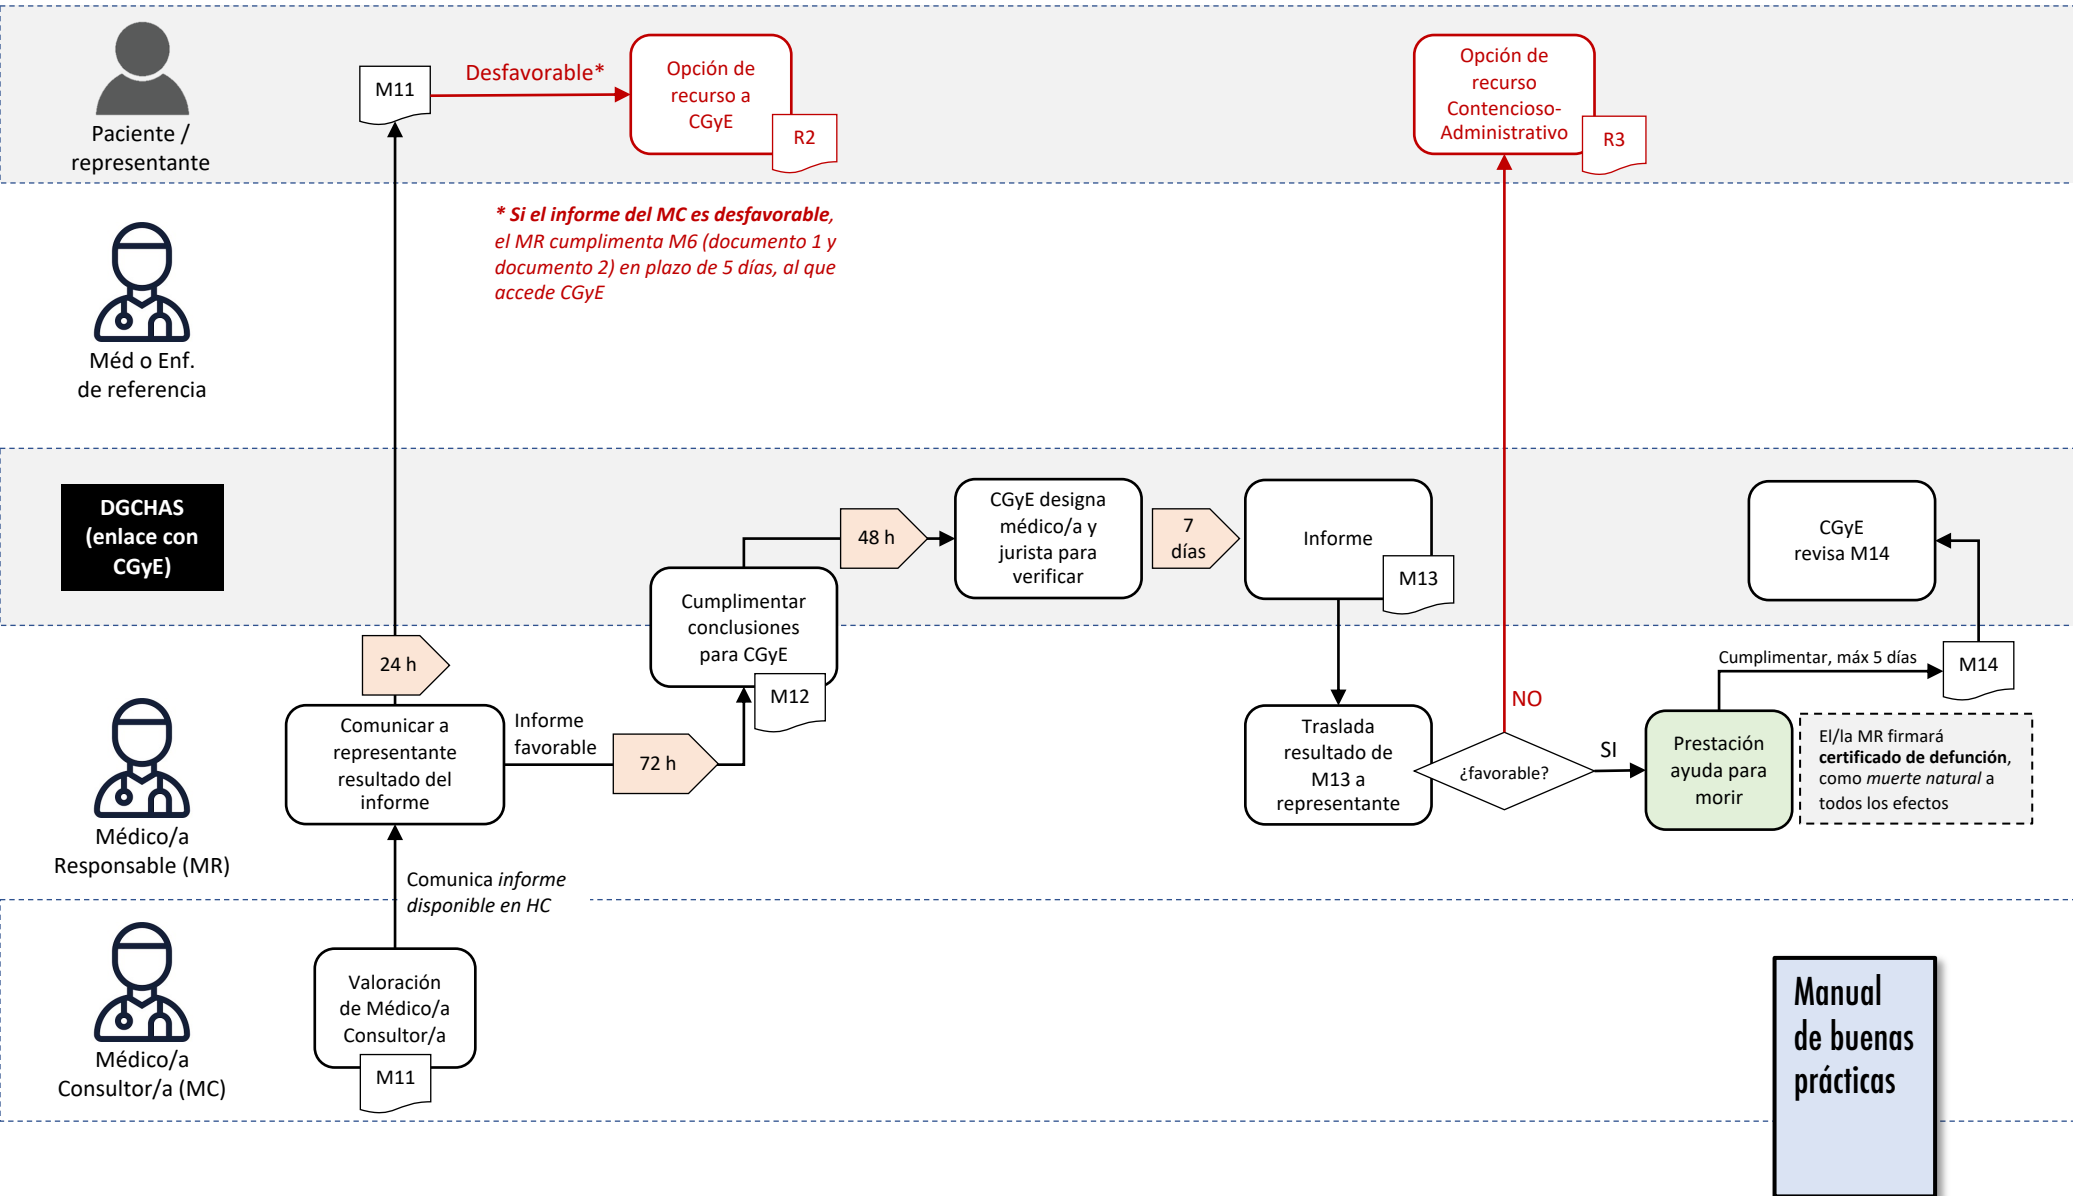 Paciente /
representante
M11
Desfavorable*
Opción de
recurso a
CGyE
R2
Opción de
recurso
Contencioso-
Administrativo
R3
* Si el informe del MC es desfavorable,
el MR cumplimenta M6 (documento 1 y
documento 2) en plazo de 5 días, al que
accede CGyE
Méd o Enf.
de referencia
DGCHAS
(enlace con
CGyE)
24 h
Cumplimentar
conclusiones
para CGyE
M12
48 h
CGyE designa
médico/a y
jurista para
verificar
7
días
Informe
M13
CGyE
revisa M14
Médico/a
Responsable (MR)
Comunicar a
representante
resultado del
informe
Informe
favorable
72 h
Traslada
resultado de
M13 a
representante
¿favorable?
NO
SI
Prestación
ayuda para
morir
Cumplimentar, máx 5 días
M14
El/la MR firmará
certificado de defunción,
como muerte natural a
todos los efectos
Comunica informe
disponible en HC
Médico/a
Consultor/a (MC)
Valoración
de Médico/a
Consultor/a
M11
Manual
de buenas
prácticas